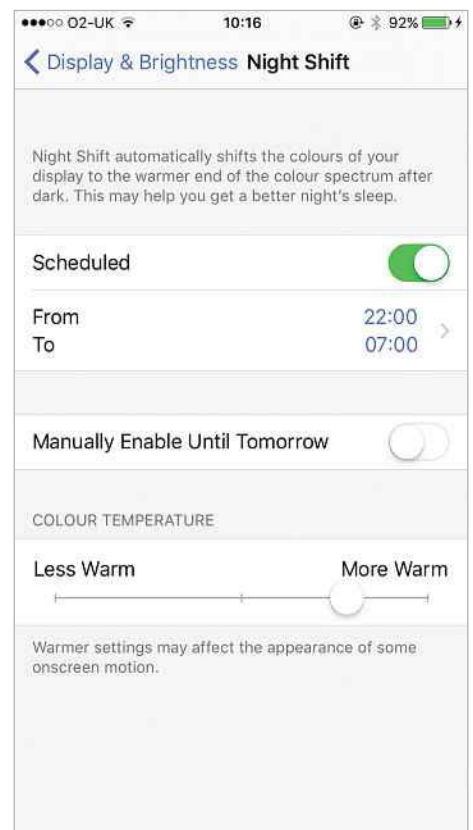 O2-UK 10:16 92%
Display & Brightness Night Shift
Night Shift automatically shifts the colours of your
display to the warmer end of the colour spectrum after
dark. This may help you get a better night's sleep.
Scheduled
From 22:00
To 07:00
Manually Enable Until Tomorrow
COLOUR TEMPERATURE
Less Warm More Warm
Warmer settings may affect the appearance of some
onscreen motion.